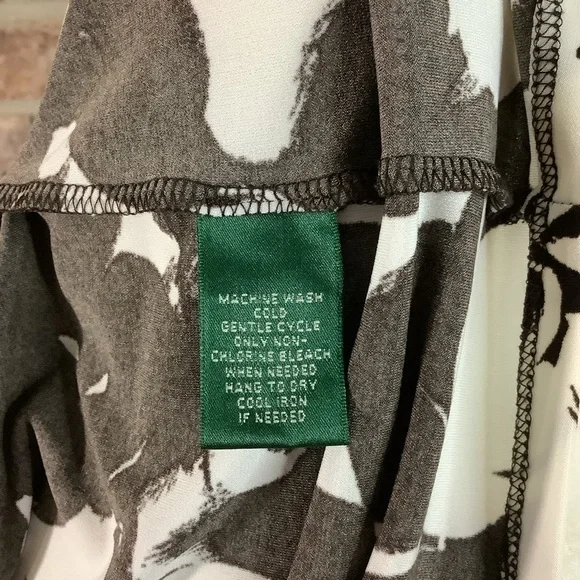 MACHINE WASH
COLD
GENTLE CYCLE
ONLY NON-
CHLORINE BLEACH
WHEN NEEDED
HANG TO DRY
COOL IRON
IF NEEDED